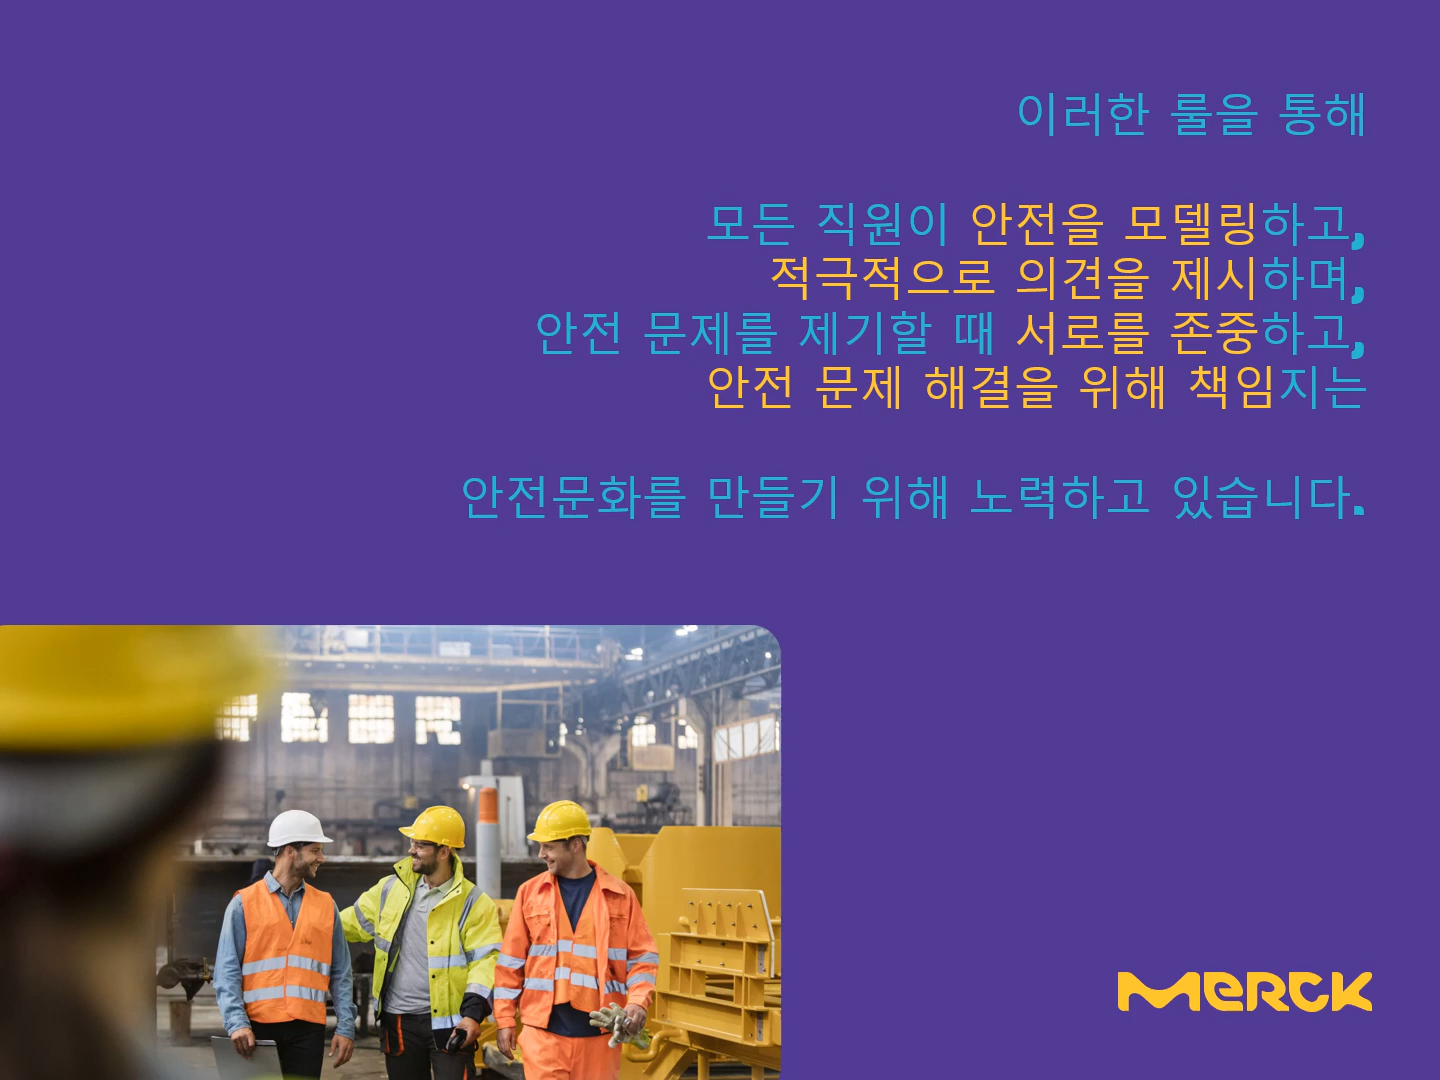 이러한 룰을 통해
모든 직원이 안전을 모델링하고,
적극적으로 의견을 제시하며,
안전 문제를 제기할 때 서로를 존중하고,
안전 문제 해결을 위해 책임지는
안전문화를 만들기 위해 노력하고 있습니다.
MERCK